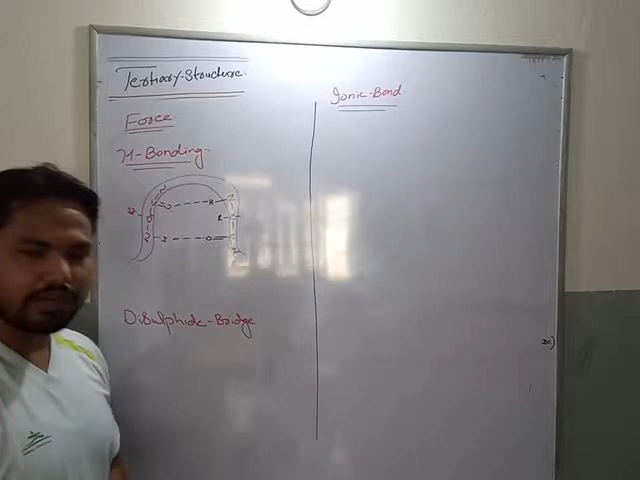 Tertiary-Structure
Force
H-Bonding
Disulphide-Bridge
Ionic-Bond